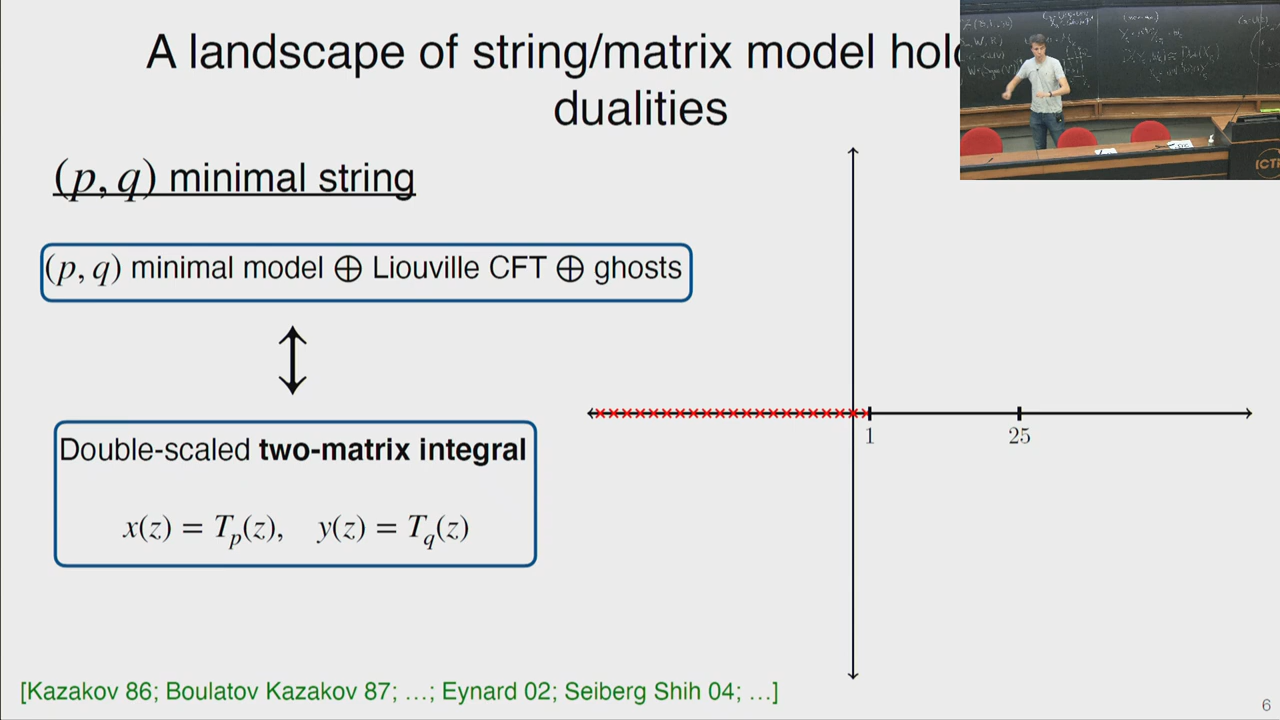 A landscape of string/matrix model
dualities
(p, q) minimal string
(p, q) minimal model ⊕ Liouville CFT ⊕ ghosts
Double-scaled two-matrix integral
x(z) = T_p(z), y(z) = T_q(z)
1
25
[Kazakov 86; Boulatov Kazakov 87; …; Eynard 02; Seiberg Shih 04; …]
6